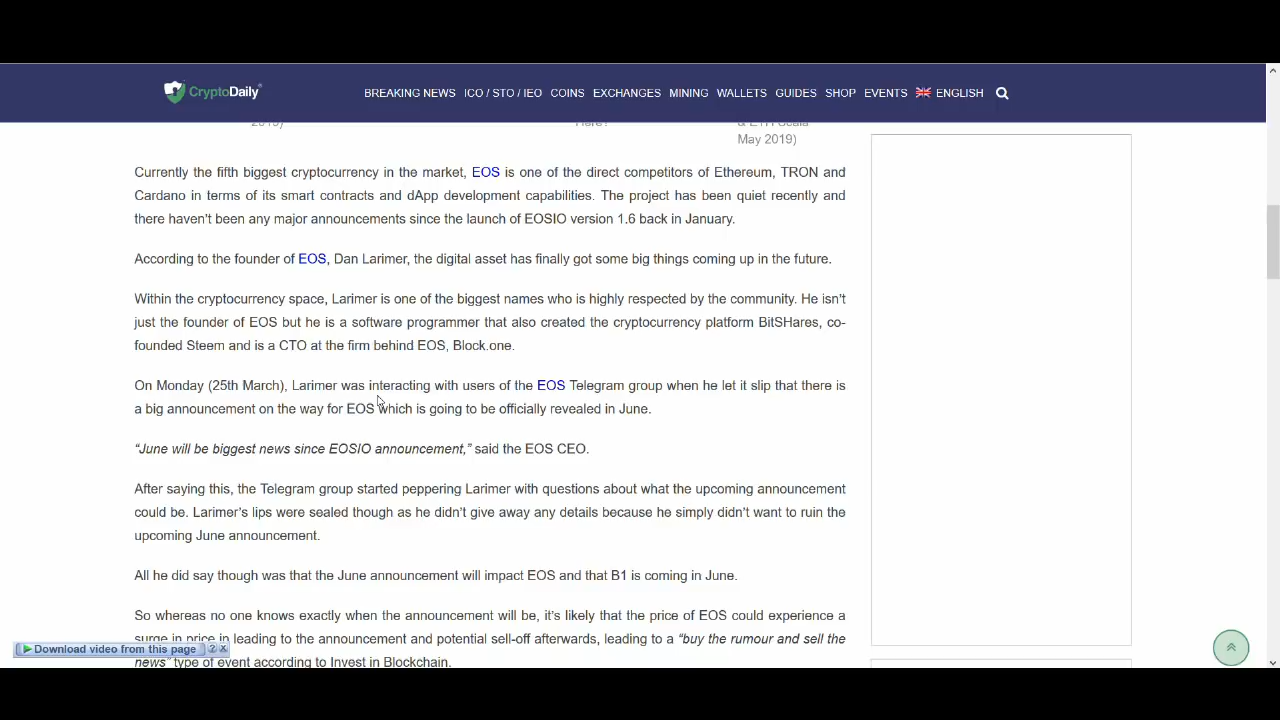 CryptoDaily
BREAKING NEWS ICO / STO / IEO COINS EXCHANGES MINING WALLETS GUIDES SHOP EVENTS ENGLISH
May 2019)
Currently the fifth biggest cryptocurrency in the market, EOS is one of the direct competitors of Ethereum, TRON and
Cardano in terms of its smart contracts and dApp development capabilities. The project has been quiet recently and
there haven't been any major announcements since the launch of EOSIO version 1.6 back in January.
According to the founder of EOS, Dan Larimer, the digital asset has finally got some big things coming up in the future.
Within the cryptocurrency space, Larimer is one of the biggest names who is highly respected by the community. He isn't
just the founder of EOS but he is a software programmer that also created the cryptocurrency platform BitSHares, co-
founded Steem and is a CTO at the firm behind EOS, Block.one.
On Monday (25th March), Larimer was interacting with users of the EOS Telegram group when he let it slip that there is
a big announcement on the way for EOS which is going to be officially revealed in June.
“June will be biggest news since EOSIO announcement,” said the EOS CEO.
After saying this, the Telegram group started peppering Larimer with questions about what the upcoming announcement
could be. Larimer's lips were sealed though as he didn't give away any details because he simply didn't want to ruin the
upcoming June announcement.
All he did say though was that the June announcement will impact EOS and that B1 is coming in June.
So whereas no one knows exactly when the announcement will be, it's likely that the price of EOS could experience a
surge in price in leading to the announcement and potential sell-off afterwards, leading to a “buy the rumour and sell the
news” type of event according to Invest in Blockchain.
Download video from this page ? X